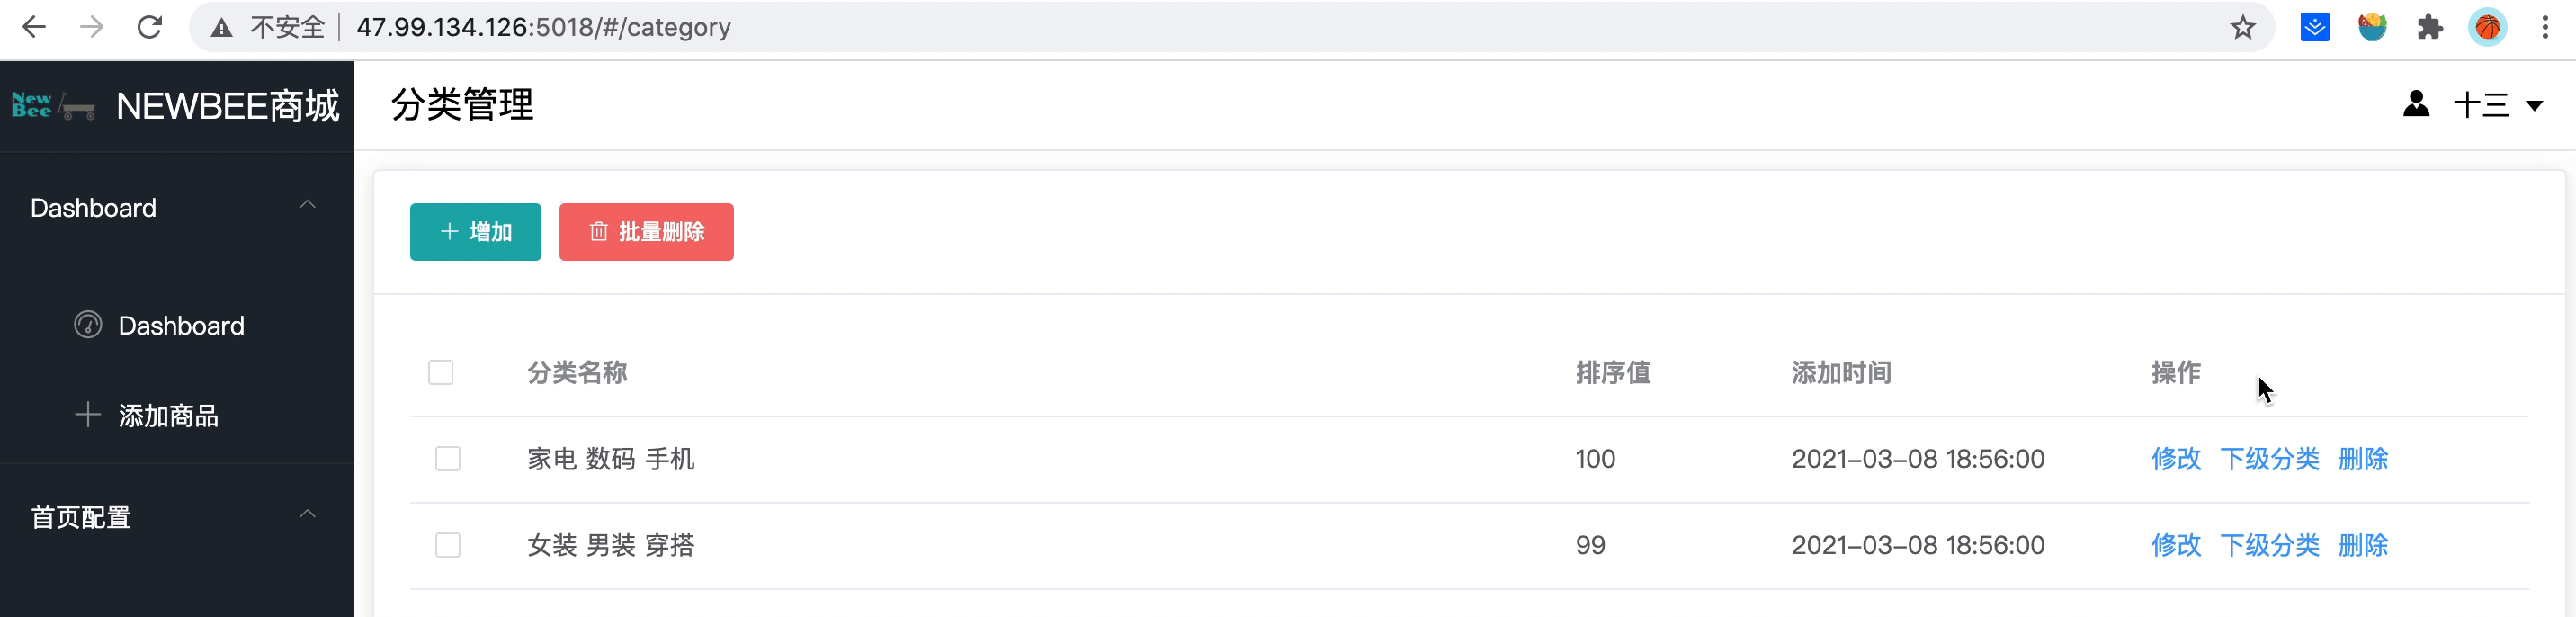 不安全 47.99.134.126:5018/#/category
New Bee NEWBEE商城
分类管理
十三
Dashboard
Dashboard
添加商品
首页配置
增加 批量删除
分类名称 排序值 添加时间 操作
家电 数码 手机 100 2021-03-08 18:56:00 修改 下级分类 删除
女装 男装 穿搭 99 2021-03-08 18:56:00 修改 下级分类 删除